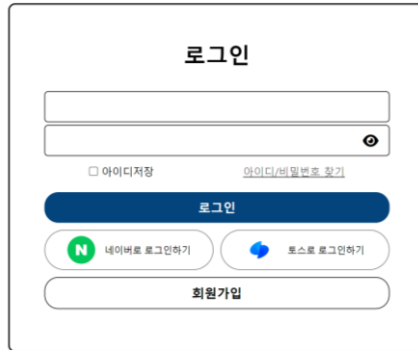 로그인
아이디저장 아이디/비밀번호 찾기
로그인
N 네이버로 로그인하기 토스로 로그인하기
회원가입